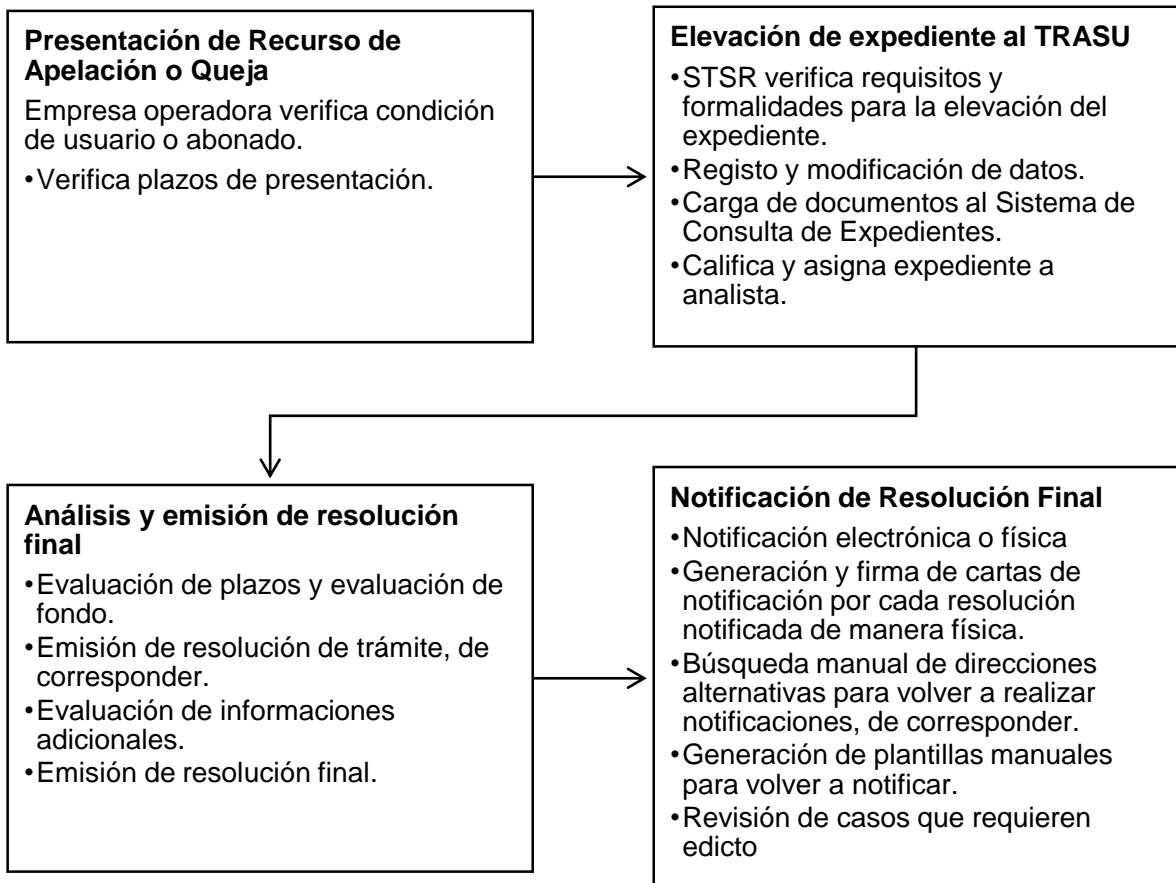 Presentación de Recurso de
Apelación o Queja
Empresa operadora verifica condición
de usuario o abonado.
•Verifica plazos de presentación.
Elevación de expediente al TRASU
•STSR verifica requisitos y
formalidades para la elevación del
expediente.
•Registo y modificación de datos.
•Carga de documentos al Sistema de
Consulta de Expedientes.
•Califica y asigna expediente a
analista.
Análisis y emisión de resolución
final
•Evaluación de plazos y evaluación de
fondo.
•Emisión de resolución de trámite, de
corresponder.
•Evaluación de informaciones
adicionales.
•Emisión de resolución final.
Notificación de Resolución Final
•Notificación electrónica o física
•Generación y firma de cartas de
notificación por cada resolución
notificada de manera física.
•Búsqueda manual de direcciones
alternativas para volver a realizar
notificaciones, de corresponder.
•Generación de plantillas manuales
para volver a notificar.
•Revisión de casos que requieren
edicto